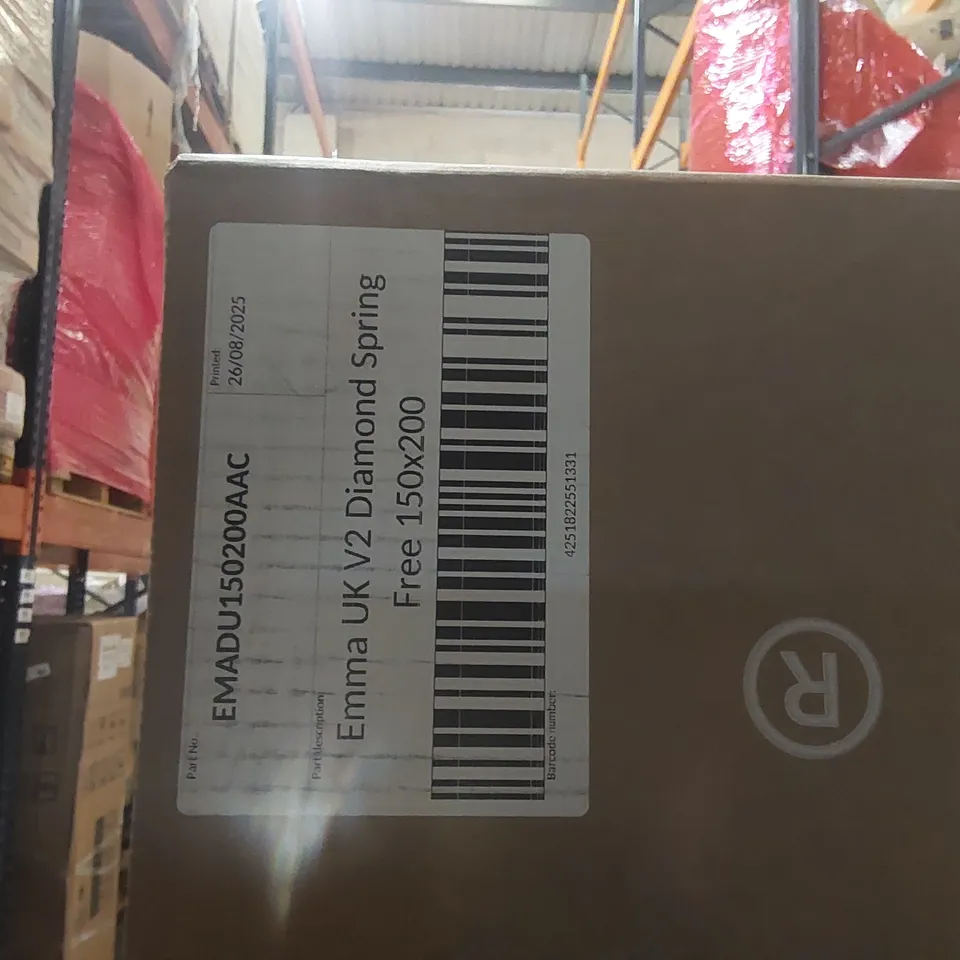 Part No.
EMADU150200AAC
Printed:
26/08/2025
Part description
Emma UK V2 Diamond Spring
Free 150x200
Barcode number:
4251822551331
R